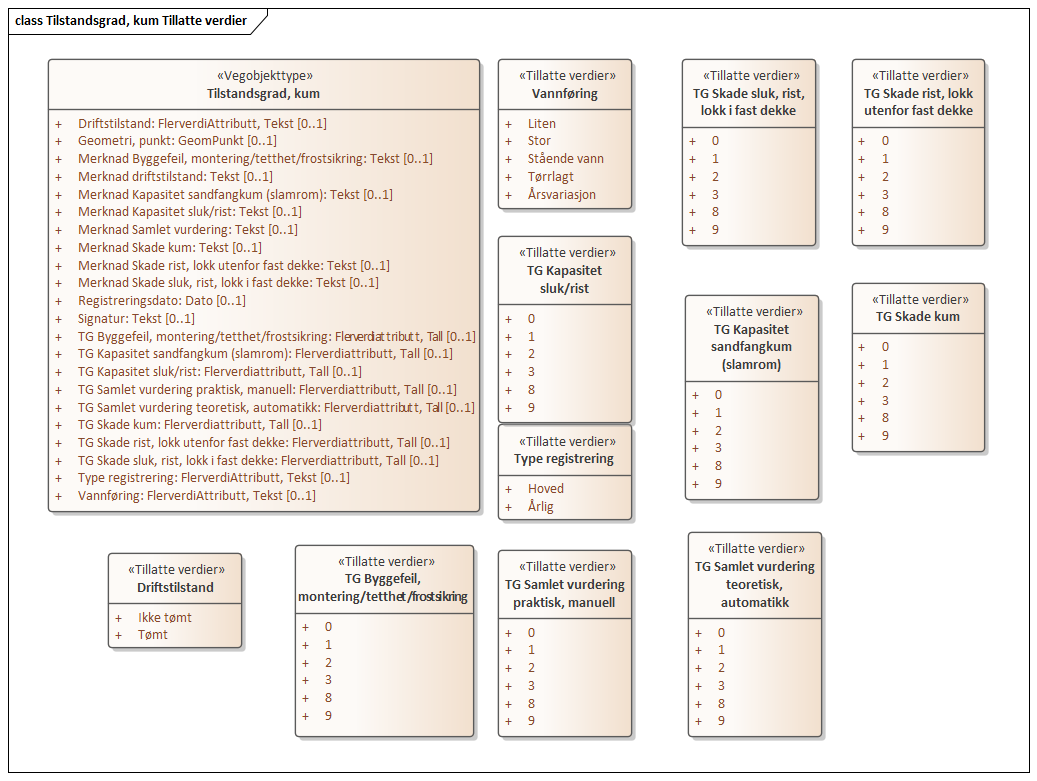 class Tilstandsgrad, kum Tillatte verdier
«Vegobjekttype»
Tilstandsgrad, kum
+ Driftstilstand: FlerverdiAttributt, Tekst [0..1]
+ Geometri, punkt: GeomPunkt [0..1]
+ Merknad Byggefeil, montering/tetthet/frostsikring: Tekst [0..1]
+ Merknad driftstilstand: Tekst [0..1]
+ Merknad Kapasitet sandfangkum (slamrom): Tekst [0..1]
+ Merknad Kapasitet sluk/rist: Tekst [0..1]
+ Merknad Samlet vurdering: Tekst [0..1]
+ Merknad Skade kum: Tekst [0..1]
+ Merknad Skade rist, lokk utenfor fast dekke: Tekst [0..1]
+ Merknad Skade sluk, rist, lokk i fast dekke: Tekst [0..1]
+ Registreringsdato: Dato [0..1]
+ Signatur: Tekst [0..1]
+ TG Byggefeil, montering/tetthet/frostsikring: Flerverdiattributt, Tall [0..1]
+ TG Kapasitet sandfangkum (slamrom): Flerverdiattributt, Tall [0..1]
+ TG Kapasitet sluk/rist: Flerverdiattributt, Tall [0..1]
+ TG Samlet vurdering praktisk, manuell: Flerverdiattributt, Tall [0..1]
+ TG Samlet vurdering teoretisk, automatikk: Flerverdiattributt, Tall [0..1]
+ TG Skade kum: Flerverdiattributt, Tall [0..1]
+ TG Skade rist, lokk utenfor fast dekke: Flerverdiattributt, Tall [0..1]
+ TG Skade sluk, rist, lokk i fast dekke: Flerverdiattributt, Tall [0..1]
+ Type registrering: FlerverdiAttributt, Tekst [0..1]
+ Vannføring: FlerverdiAttributt, Tekst [0..1]
«Tillatte verdier»
Vannføring
+ Liten
+ Stor
+ Stående vann
+ Tørrlagt
+ Årsvariasjon
«Tillatte verdier»
TG Skade sluk, rist,
lokk i fast dekke
+ 0
+ 1
+ 2
+ 3
+ 8
+ 9
«Tillatte verdier»
TG Skade rist, lokk
utenfor fast dekke
+ 0
+ 1
+ 2
+ 3
+ 8
+ 9
«Tillatte verdier»
TG Kapasitet
sluk/rist
+ 0
+ 1
+ 2
+ 3
+ 8
+ 9
«Tillatte verdier»
TG Kapasitet
sandfangkum
(slamrom)
+ 0
+ 1
+ 2
+ 3
+ 8
+ 9
«Tillatte verdier»
TG Skade kum
+ 0
+ 1
+ 2
+ 3
+ 8
+ 9
«Tillatte verdier»
Type registrering
+ Hoved
+ Årlig
«Tillatte verdier»
Driftstilstand
+ Ikke tømt
+ Tømt
«Tillatte verdier»
TG Byggefeil,
montering/tetthet/frostsikring
+ 0
+ 1
+ 2
+ 3
+ 8
+ 9
«Tillatte verdier»
TG Samlet vurdering
praktisk, manuell
+ 0
+ 1
+ 2
+ 3
+ 8
+ 9
«Tillatte verdier»
TG Samlet vurdering
teoretisk,
automatikk
+ 0
+ 1
+ 2
+ 3
+ 8
+ 9